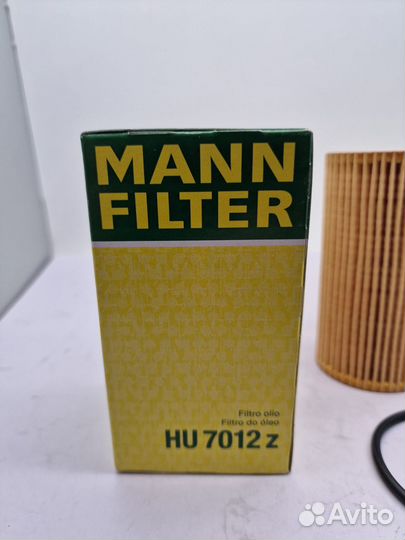 MANN
FILTER
Filtro olio
Filtro do óleo
HU 7012 z
Avito